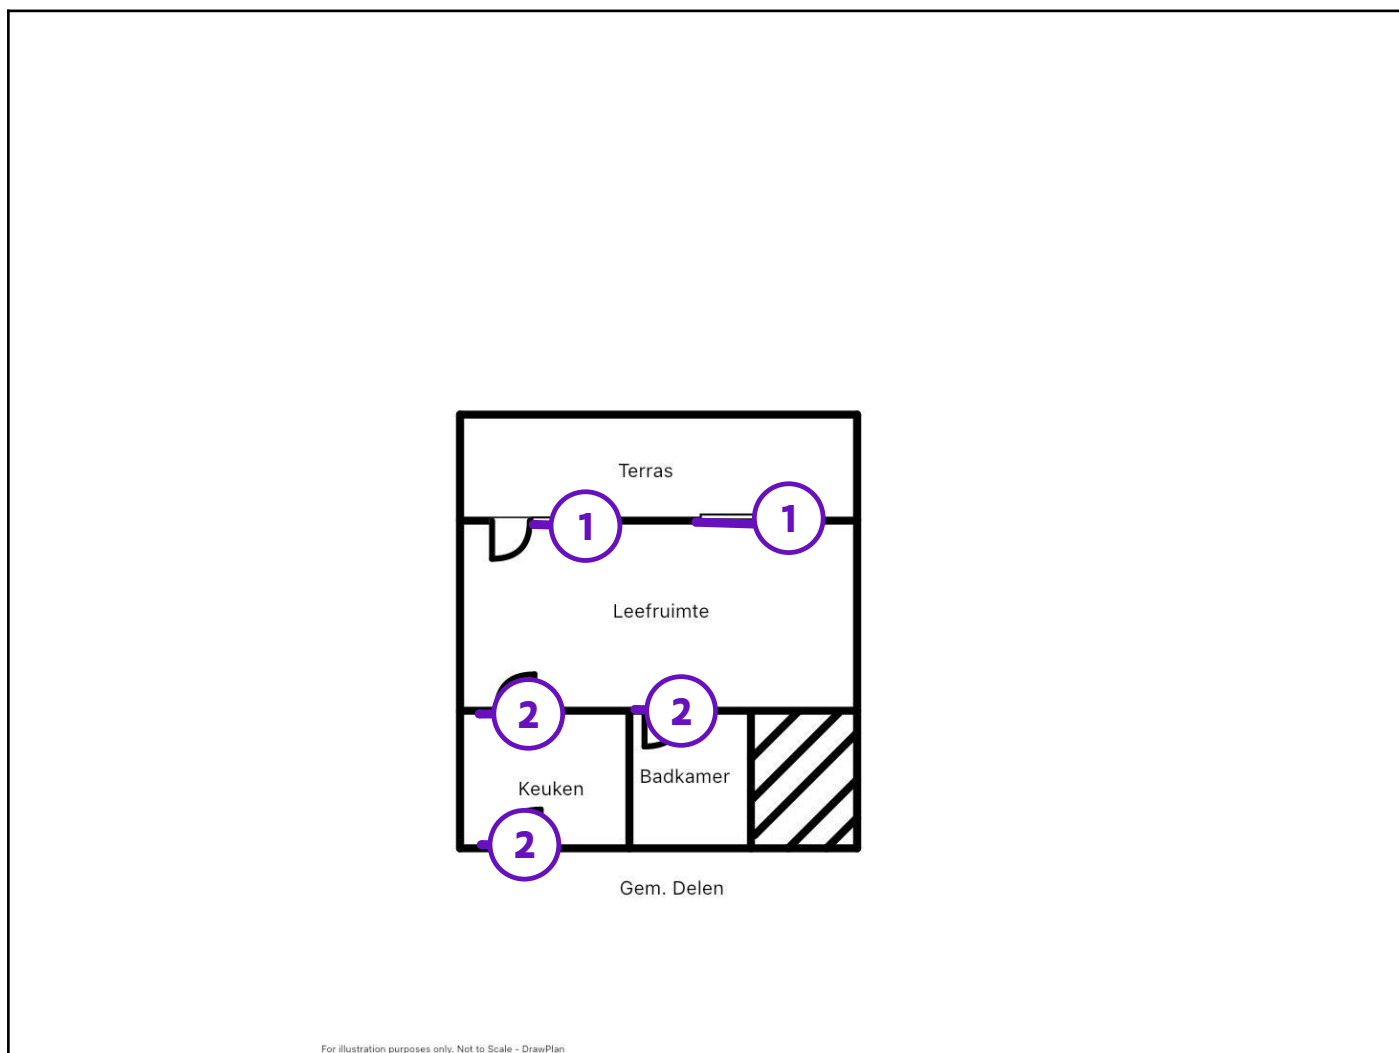 Terras
1
1
Leefruimte
2
2
Badkamer
Keuken
2
Gem. Delen
For illustration purposes only. Not to Scale - DrawPlan